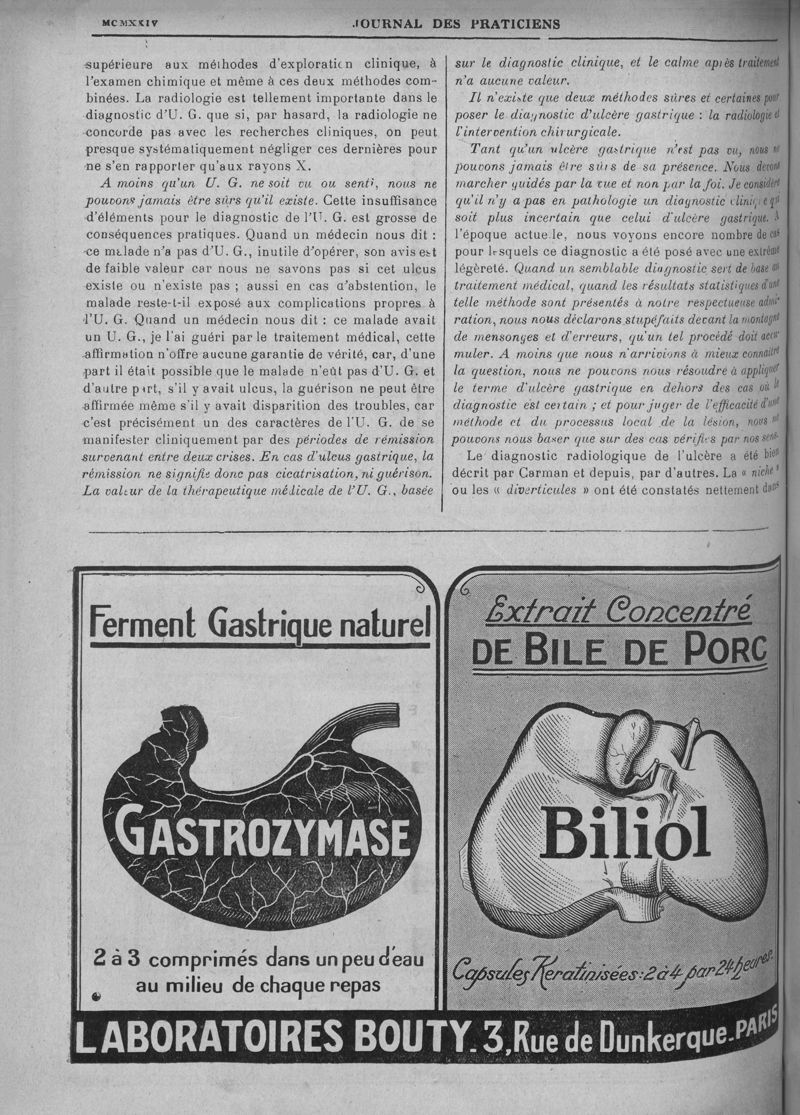 MCMXXIV
JOURNAL DES PRATICIENS
supérieure aux méthodes d'exploration clinique, à
l'examen chimique et même à ces deux méthodes com-
binées. La radiologie est tellement importante dans le
diagnostic d'U. G. que si, par hasard, la radiologie ne
concorde pas avec les recherches cliniques, on peut
presque systématiquement négliger ces dernières pour
ne s'en rapporter qu'aux rayons X.
A moins qu'un U. G. ne soit vu ou senti, nous ne
pouvons jamais être sûrs qu'il existe. Cette insuffisance
d'éléments pour le diagnostic de l'U. G. est grosse de
conséquences pratiques. Quand un médecin nous dit :
ce malade n'a pas d'U. G., inutile d'opérer, son avis est
de faible valeur car nous ne savons pas si cet ulcus
existe ou n'existe pas ; aussi en cas d'abstention, le
malade reste-t-il exposé aux complications propres à
l'U. G. Quand un médecin nous dit : ce malade avait
un U. G., je l'ai guéri par le traitement médical, cette
affirmation n'offre aucune garantie de vérité, car, d'une
part il était possible que le malade n'eût pas d'U. G. et
d'autre part, s'il y avait ulcus, la guérison ne peut être
affirmée même s'il y avait disparition des troubles, car
c'est précisément un des caractères de l'U. G. de se
manifester cliniquement par des périodes de rémission
survenant entre deux crises. En cas d'ulcus gastrique, la
rémission ne signifie donc pas cicatrisation, ni guérison.
La valeur de la thérapeutique médicale de l'U. G., basée
sur le diagnostic clinique, et le calme après traitement
n'a aucune valeur.
Il n'existe que deux méthodes sûres et certaines pour
poser le diagnostic d'ulcère gastrique : la radiologie et
l'intervention chirurgicale.
Tant qu'un ulcère gastrique n'est pas vu, nous ne
pouvons jamais être sûrs de sa présence. Nous devons
marcher guidés par la vue et non par la foi. Je considère
qu'il n'y a pas en pathologie un diagnostic clinique qui
soit plus incertain que celui d'ulcère gastrique. A
l'époque actuelle, nous voyons encore nombre de cas
pour lesquels ce diagnostic a été posé avec une extrême
légèreté. Quand un semblable diagnostic sert de base au
traitement médical, quand les résultats statistiques d'une
telle méthode sont présentés à notre respectueuse admi-
ration, nous nous déclarons stupéfaits devant la montagne
de mensonges et d'erreurs, qu'un tel procédé doit accu-
muler. A moins que nous n'arrivions à mieux connaître
la question, nous ne pouvons nous résoudre à appliquer
le terme d'ulcère gastrique en dehors des cas où le
diagnostic est certain ; et pour juger de l'efficacité d'une
méthode et du processus local de la lésion, nous ne
pouvons nous baser que sur des cas vérifiés par nos sens.
Le diagnostic radiologique de l'ulcère a été bien
décrit par Carman et depuis, par d'autres. La « niche »
ou les « diverticules » ont été constatés nettement dans
Ferment Gastrique naturel
GASTROZYMASE
2 à 3 comprimés dans un peu d'eau
au milieu de chaque repas
Extrait Concentré
DE BILE DE PORC
Biliol
Capsules Kératinisées: 2 à 4 par 24 heures.
LABORATOIRES BOUTY. 3, Rue de Dunkerque_PARIS